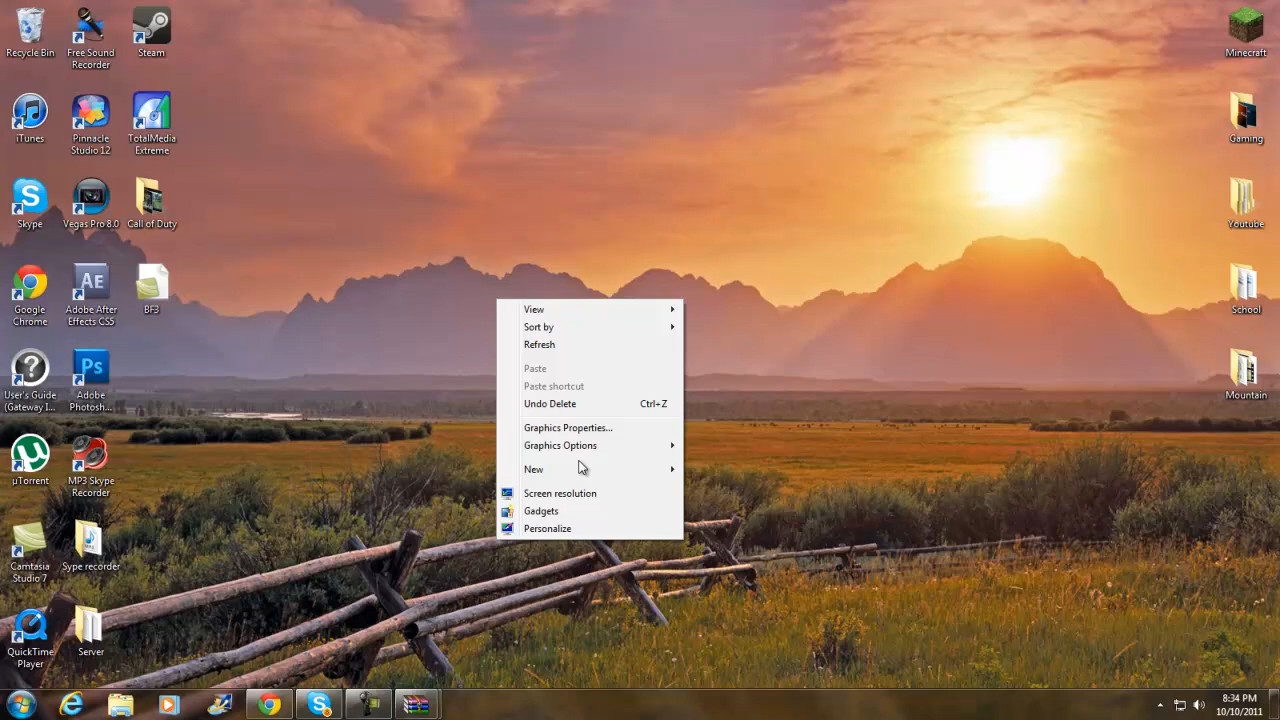 Recycle Bin
Free Sound
Recorder
Steam
Minecraft
iTunes
Pinnacle
Studio 12
TotalMedia
Extreme
Gaming
Skype
Vegas Pro 8.0
Call of Duty
Youtube
Google
Chrome
Adobe After
Effects CS5
BF3
School
User's Guide
(Gateway I...
Adobe
Photosh...
Mountain
µTorrent
MP3 Skype
Recorder
Camtasia
Studio 7
Sype recorder
QuickTime
Player
Server
View
Sort by
Refresh
Paste
Paste shortcut
Undo Delete Ctrl+Z
Graphics Properties...
Graphics Options
New
Screen resolution
Gadgets
Personalize
8:34 PM
10/10/2011